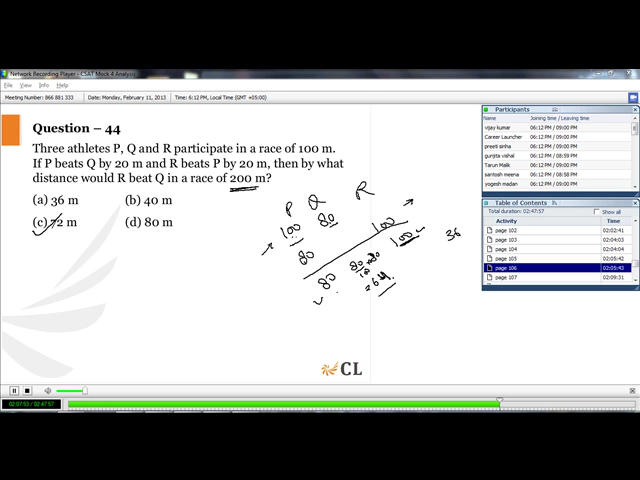 Network Recording Player - CSAT Mock 4 Analysis
File View Help
Meeting Number: 866 881 333 Date: Monday, February 11, 2013 Time: 6:12 PM, Local Time (GMT +05:00)
Question – 44
Three athletes P, Q and R participate in a race of 100 m.
If P beats Q by 20 m and R beats P by 20 m, then by what
distance would R beat Q in a race of 200 m?
(a) 36 m (b) 40 m
(c) 72 m (d) 80 m
P Q R
100 80
100
80 100
80
36
CL
Participants
Name Joining time / Leaving time
vijay kumar 06:12 PM / 09:00 PM
Career Launcher 06:12 PM / 09:00 PM
preeti sinha 06:12 PM / 09:00 PM
gunjita vishal 06:12 PM / 08:59 PM
Tarun Malik 06:12 PM / 09:00 PM
santosh meena 06:12 PM / 08:58 PM
yogesh madan 06:12 PM / 09:00 PM
Table of Contents
Total duration: 02:47:57 Show all
Activity Time
page 102 02:02:41
page 103 02:04:03
page 104 02:04:04
page 105 02:05:42
page 106 02:05:43
page 107 02:09:31
02:07:53 / 02:47:57